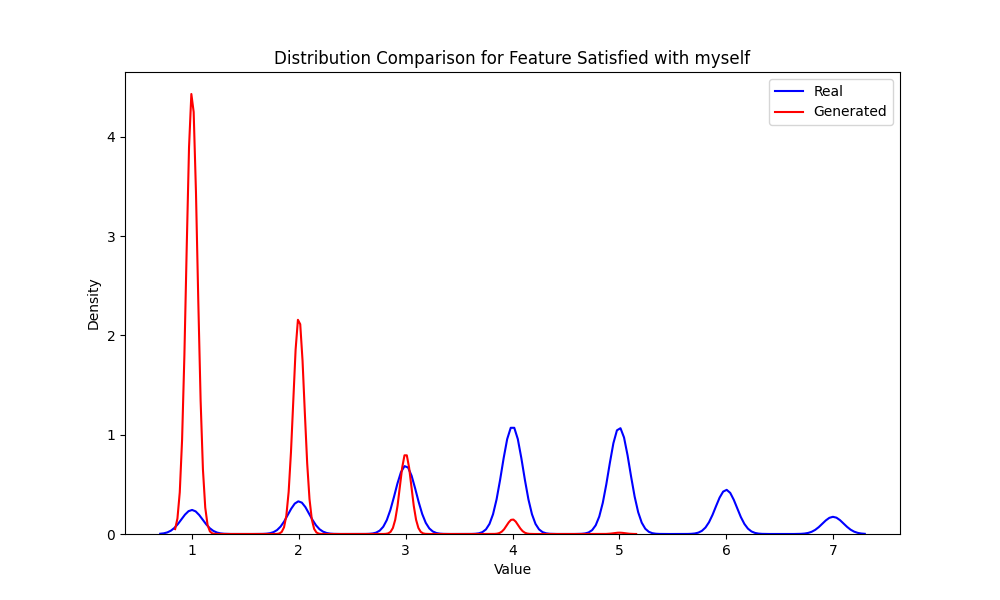 Distribution Comparison for Feature Satisfied with myself
Real
Generated
Density
4
3
2
1
0
1 2 3 4 5 6 7
Value